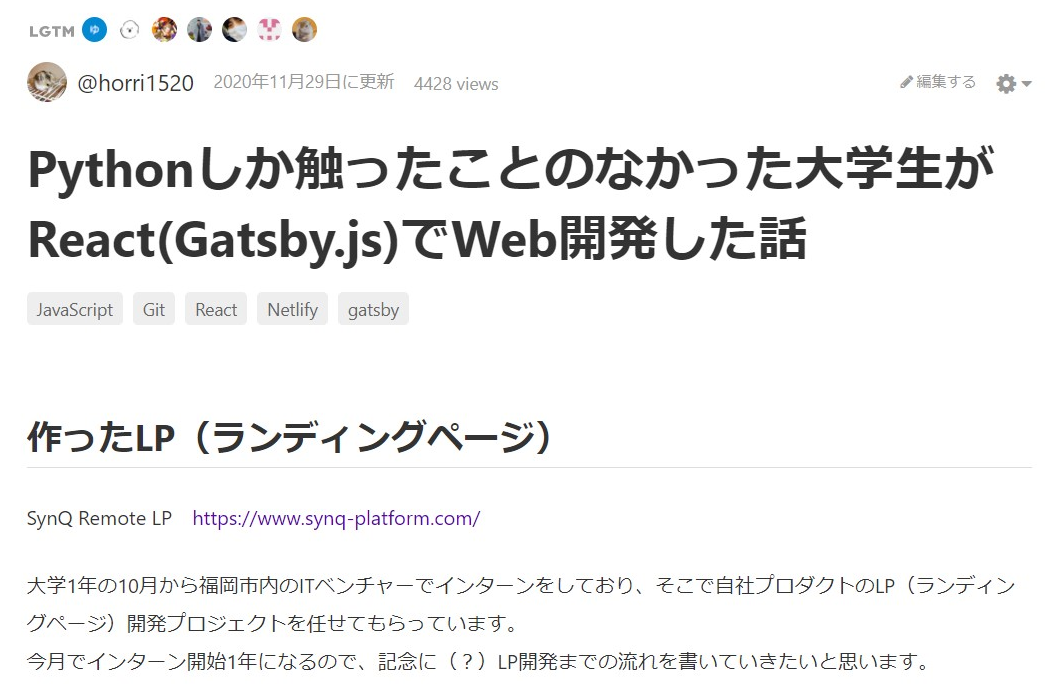 LGTM
@horri1520 2020年11月29日に更新 4428 views 編集する
Pythonしか触ったことのなかった大学生が
React(Gatsby.js)でWeb開発した話
JavaScript Git React Netlify gatsby
作ったLP（ランディングページ）
SynQ Remote LP https://www.synq-platform.com/
大学1年の10月から福岡市内のITベンチャーでインターンをしており、そこで自社プロダクトのLP（ランディン
グページ）開発プロジェクトを任せてもらっています。
今月でインターン開始1年になるので、記念に（？）LP開発までの流れを書いていきたいと思います。